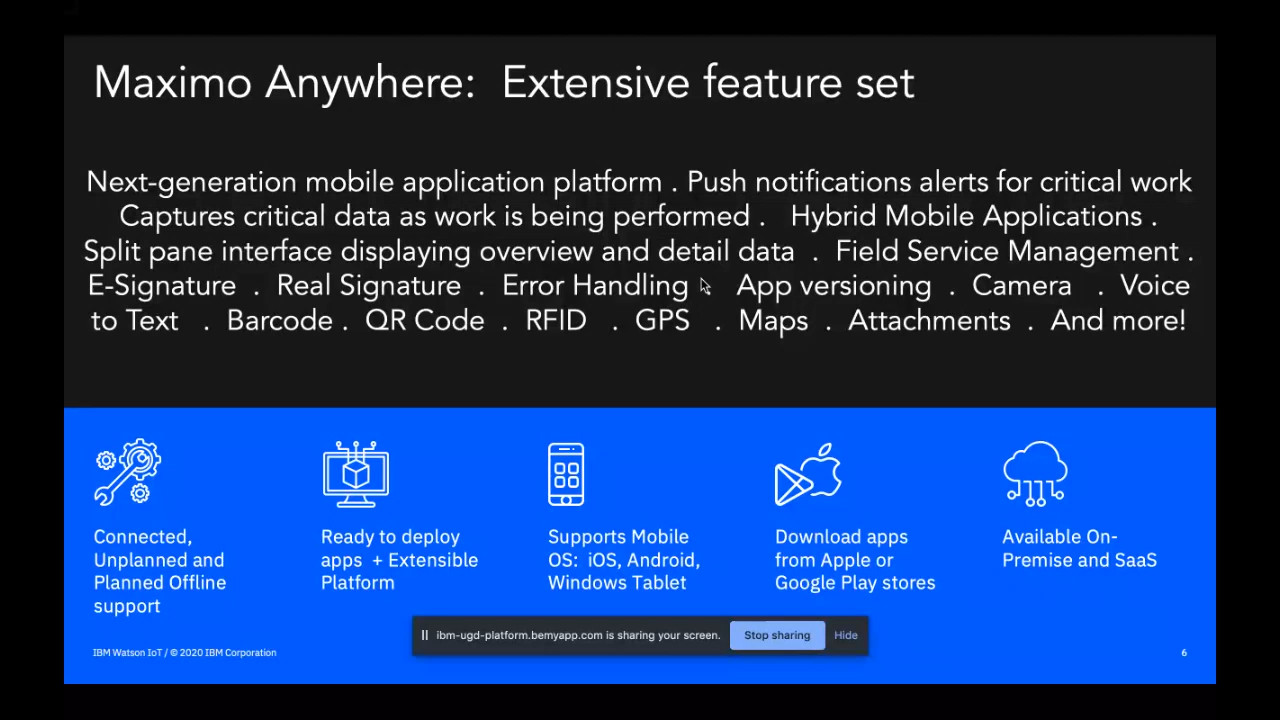 Maximo Anywhere: Extensive feature set
Next-generation mobile application platform . Push notifications alerts for critical work
Captures critical data as work is being performed . Hybrid Mobile Applications .
Split pane interface displaying overview and detail data . Field Service Management .
E-Signature . Real Signature . Error Handling App versioning . Camera . Voice
to Text . Barcode . QR Code . RFID . GPS . Maps . Attachments . And more!
Connected,
Unplanned and
Planned Offline
support
Ready to deploy
apps + Extensible
Platform
Supports Mobile
OS: iOS, Android,
Windows Tablet
Download apps
from Apple or
Google Play stores
Available On-
Premise and SaaS
ibm-ugd-platform.bemyapp.com is sharing your screen. Stop sharing Hide
IBM Watson IoT / © 2020 IBM Corporation
6